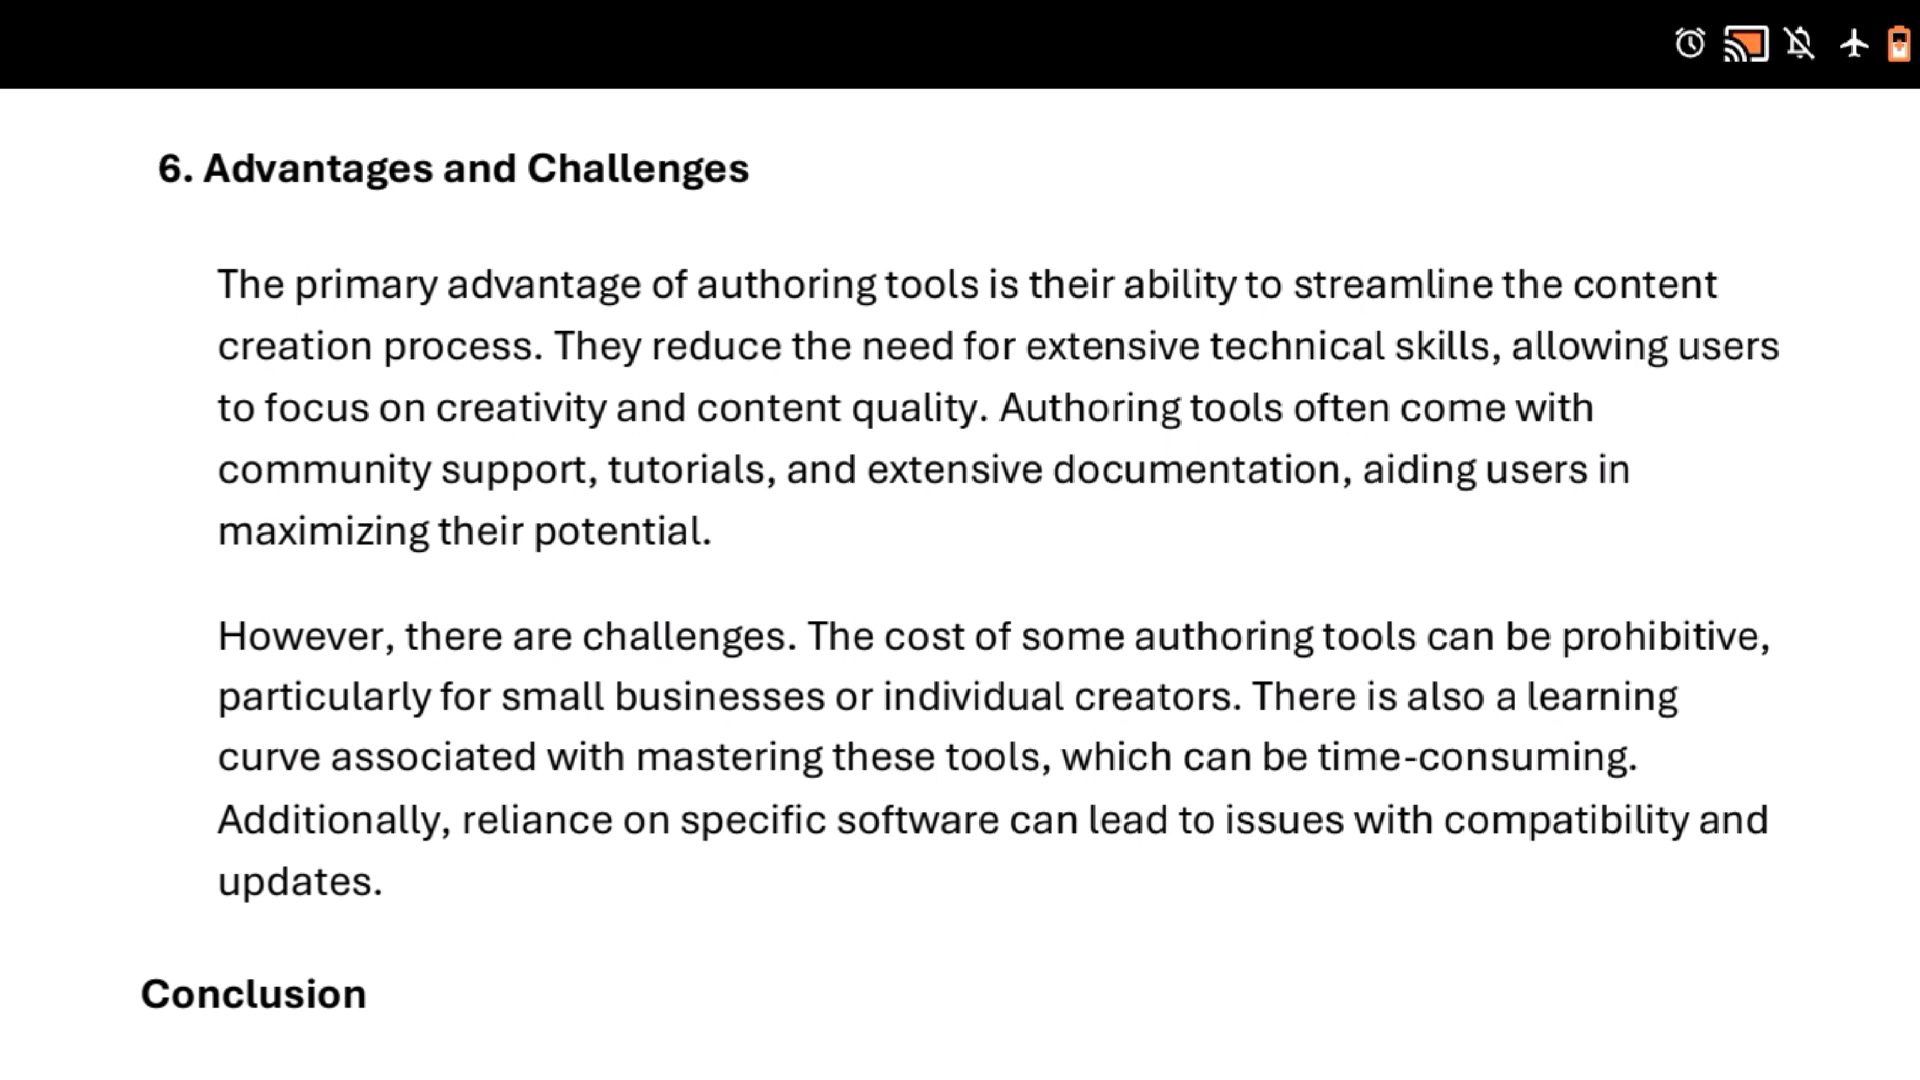 6. Advantages and Challenges
The primary advantage of authoring tools is their ability to streamline the content
creation process. They reduce the need for extensive technical skills, allowing users
to focus on creativity and content quality. Authoring tools often come with
community support, tutorials, and extensive documentation, aiding users in
maximizing their potential.
However, there are challenges. The cost of some authoring tools can be prohibitive,
particularly for small businesses or individual creators. There is also a learning
curve associated with mastering these tools, which can be time-consuming.
Additionally, reliance on specific software can lead to issues with compatibility and
updates.
Conclusion